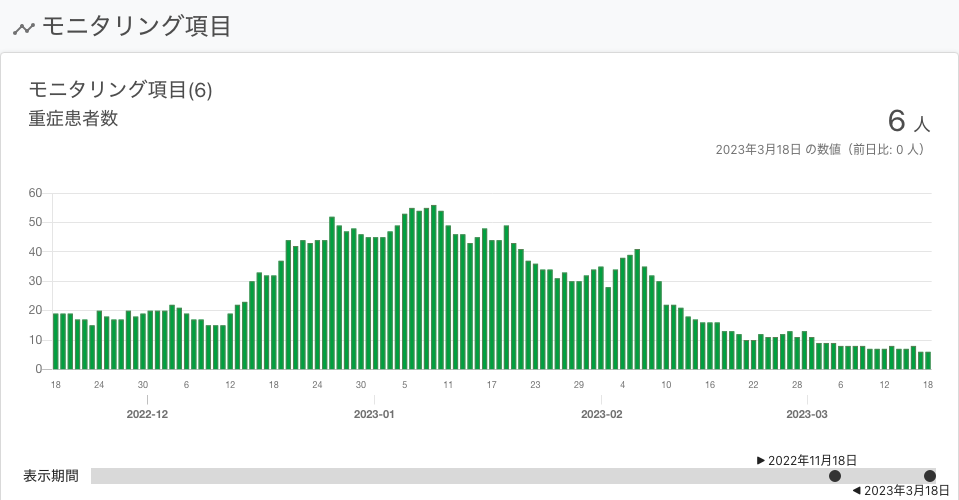 モニタリング項目
モニタリング項目(6)
重症患者数
6 人
2023年3月18日 の数値（前日比: 0 人）
60
50
40
30
20
10
0
18 24 30 6 12 18 24 30 5 11 17 23 29 4 10 16 22 28 6 12 18
2022-12 2023-01 2023-02 2023-03
▶ 2022年11月18日
表示期間
◀ 2023年3月18日